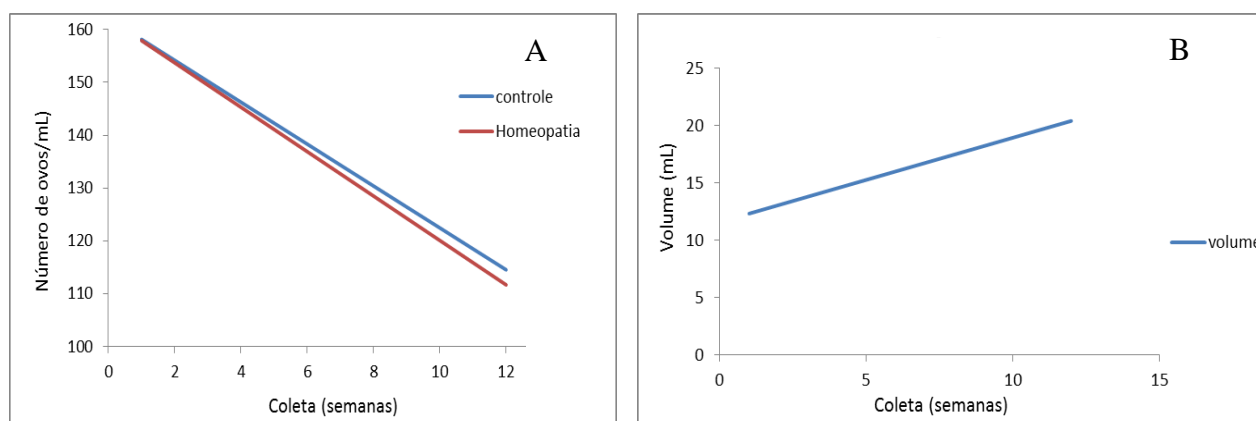 A
Número de ovos/mL)
160
150
140
130
120
110
100
0 2 4 6 8 10 12
Coleta (semanas)
controle
Homeopatia
B
Volume (mL)
25
20
15
10
5
0
0 5 10 15
Coleta (semanas)
volume